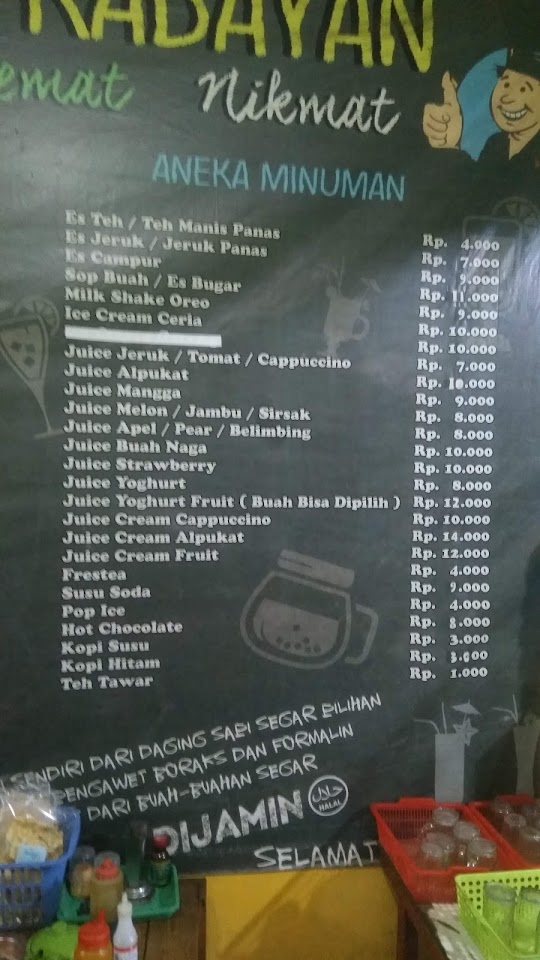 KABAYAN
emat Nikmat
ANEKA MINUMAN
Es Teh / Teh Manis Panas Rp. 4.000
Es Jeruk / Jeruk Panas Rp. 7.000
Es Campur Rp. 9.000
Sop Buah / Es Bugar Rp. 11.000
Milk Shake Oreo Rp. 9.000
Ice Cream Ceria Rp. 10.000
Rp. 10.000
Juice Jeruk / Tomat / Cappuccino Rp. 7.000
Juice Alpukat Rp. 10.000
Juice Mangga Rp. 9.000
Juice Melon / Jambu / Sirsak Rp. 8.000
Juice Apel / Pear / Belimbing Rp. 8.000
Juice Buah Naga Rp. 10.000
Juice Strawberry Rp. 10.000
Juice Yoghurt Rp. 8.000
Juice Yoghurt Fruit ( Buah Bisa Dipilih ) Rp. 12.000
Juice Cream Cappuccino Rp. 10.000
Juice Cream Alpukat Rp. 14.000
Juice Cream Fruit Rp. 12.000
Frestea Rp. 4.000
Susu Soda Rp. 9.000
Pop Ice Rp. 4.000
Hot Chocolate Rp. 8.000
Kopi Susu Rp. 3.000
Kopi Hitam Rp. 3.000
Teh Tawar Rp. 1.000
SENDIRI DARI DAGING SAPI SEGAR PILIHAN
PENGAWET BORAKS DAN FORMALIN
DARI BUAH-BUAHAN SEGAR
DIJAMIN حلال HALAL
SELAMAT